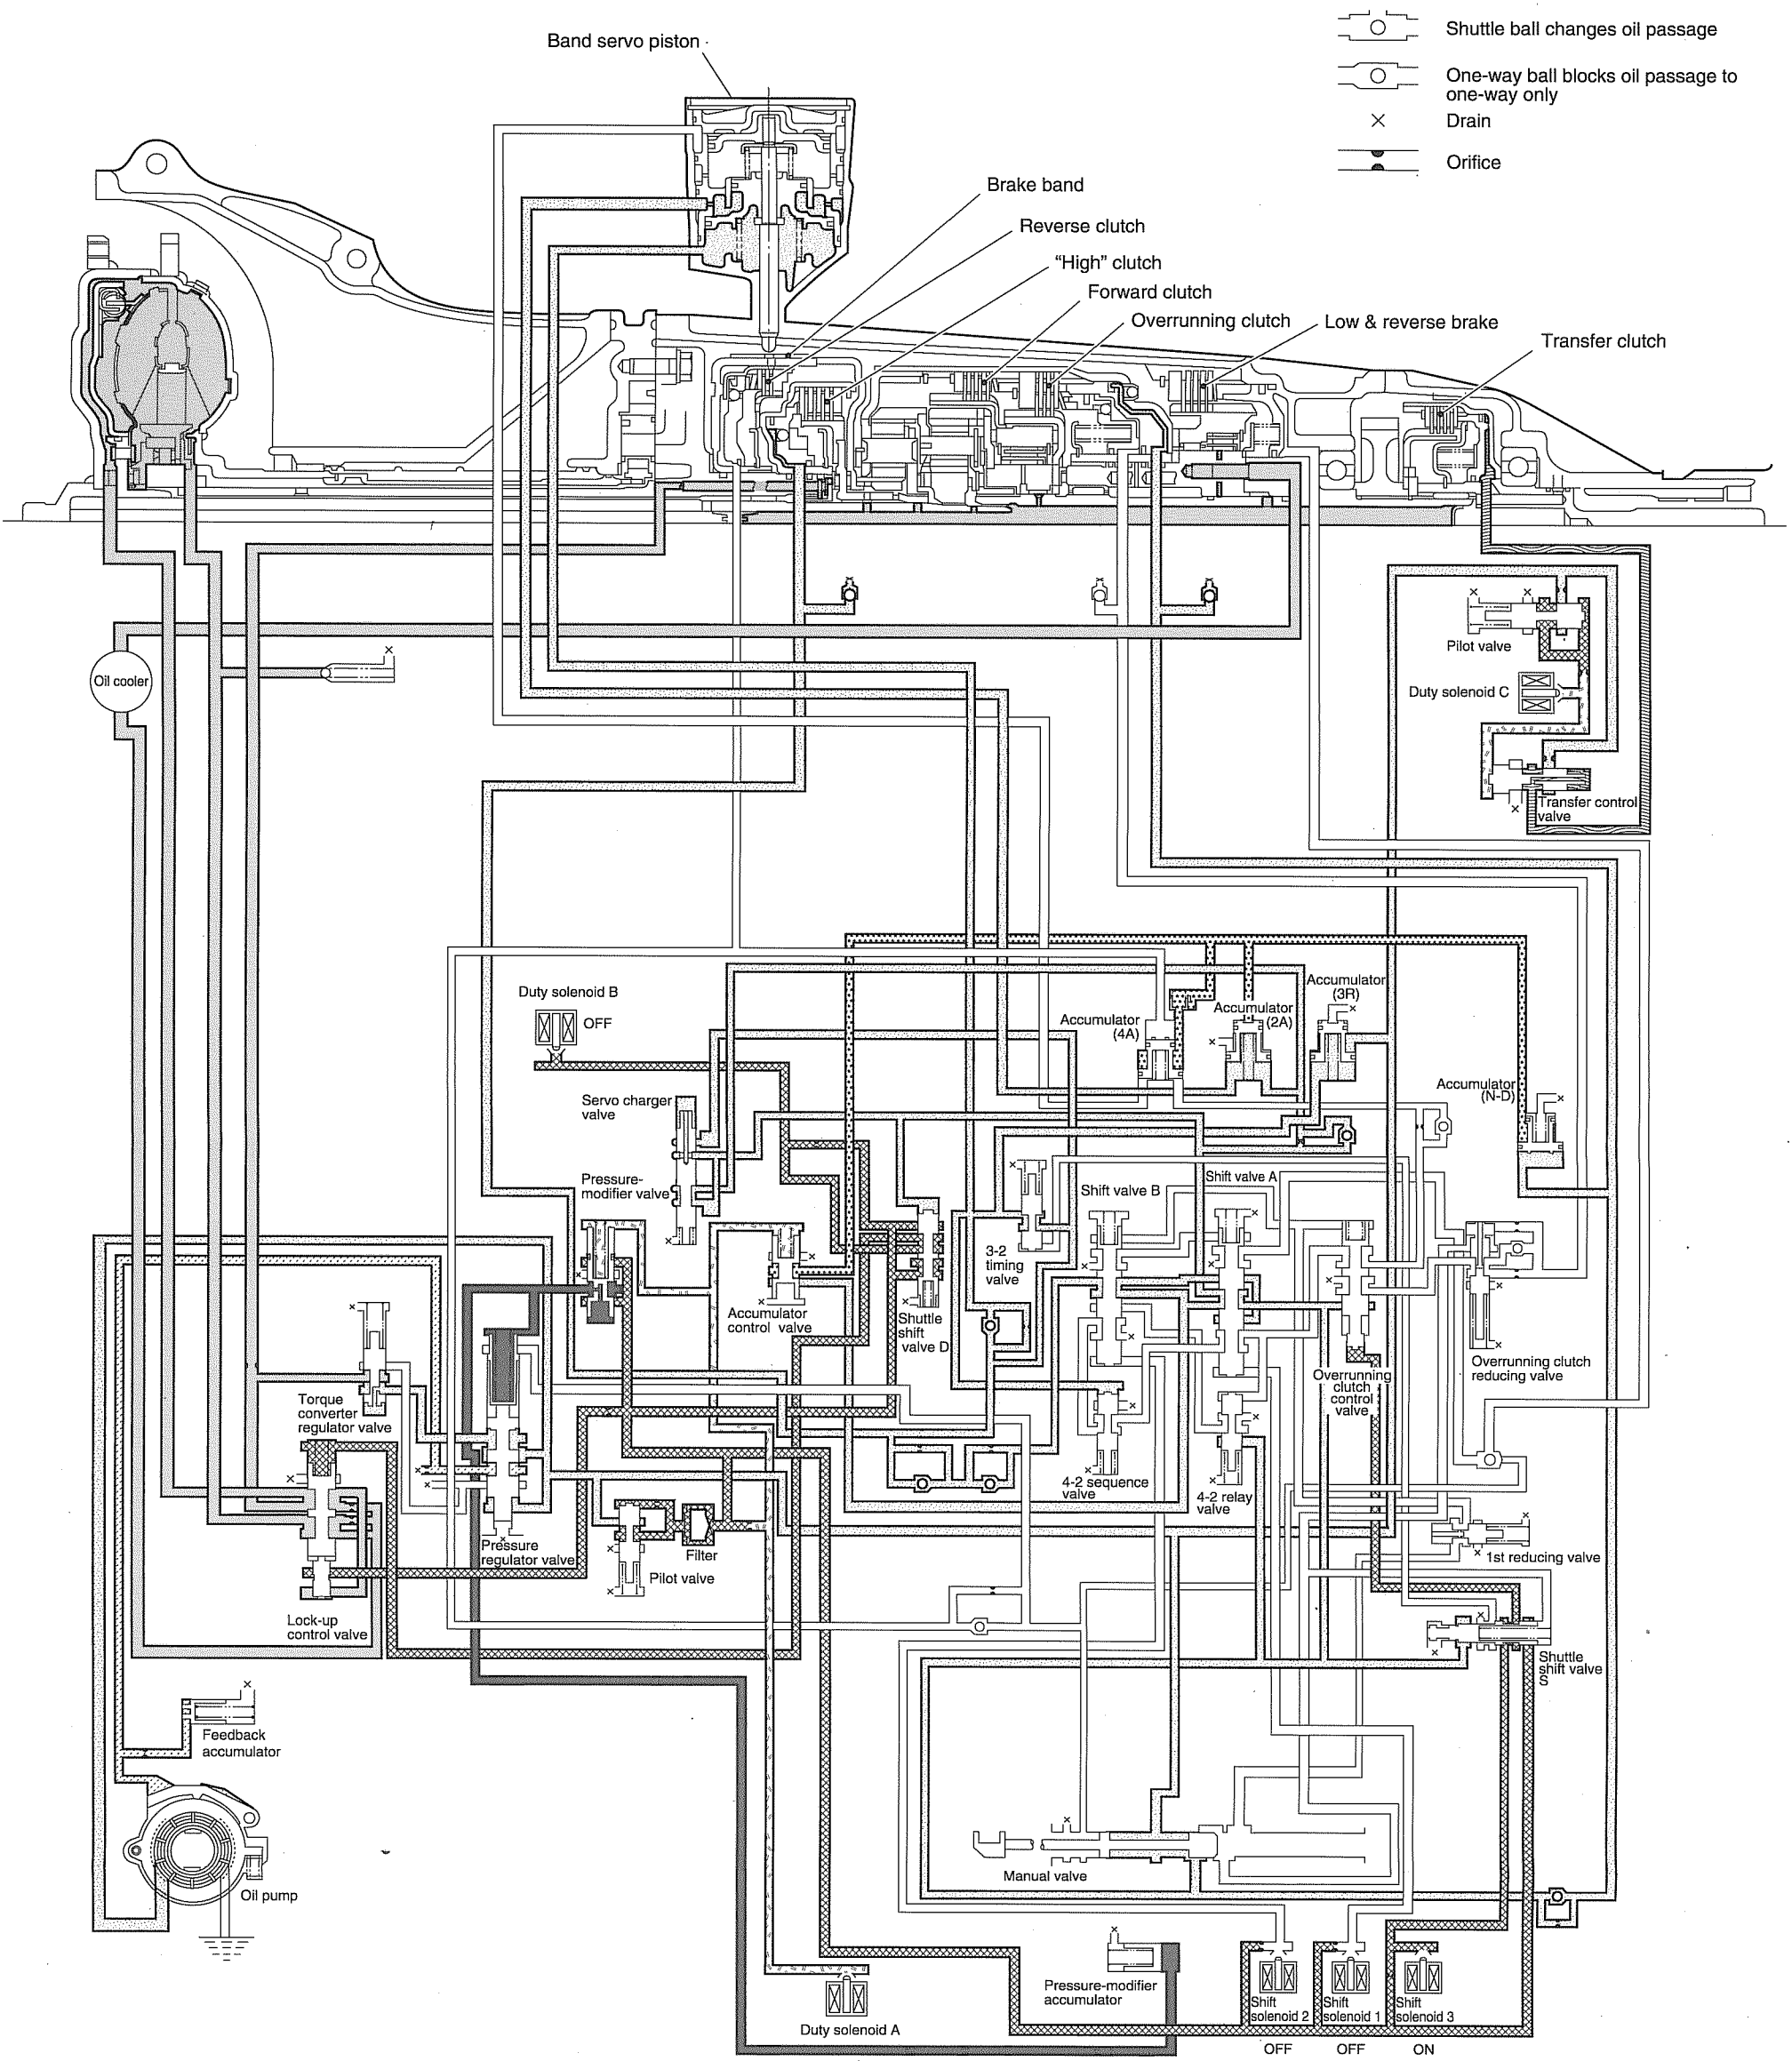 Shuttle ball changes oil passage
One-way ball blocks oil passage to
one-way only
Drain
Orifice
Band servo piston
Brake band
Reverse clutch
“High” clutch
Forward clutch
Overrunning clutch
Low & reverse brake
Transfer clutch
Pilot valve
Oil cooler
Duty solenoid C
Transfer control
valve
Duty solenoid B
OFF
Accumulator
(3R)
Accumulator
(2A)
Accumulator
(4A)
Accumulator
(N-D)
Servo charger
valve
Pressure-
modifier valve
Shift valve B
Shift valve A
3-2
timing
valve
Accumulator
control valve
Shuttle
shift
valve D
Overrunning clutch
reducing valve
Overrunning
clutch
control
valve
Torque
converter
regulator valve
4-2 sequence
valve
4-2 relay
valve
Pressure
regulator valve
Filter
Pilot valve
1st reducing valve
Lock-up
control valve
Shuttle
shift valve
S
Feedback
accumulator
Manual valve
Oil pump
Pressure-modifier
accumulator
Duty solenoid A
Shift
solenoid 2
Shift
solenoid 1
Shift
solenoid 3
OFF
OFF
ON